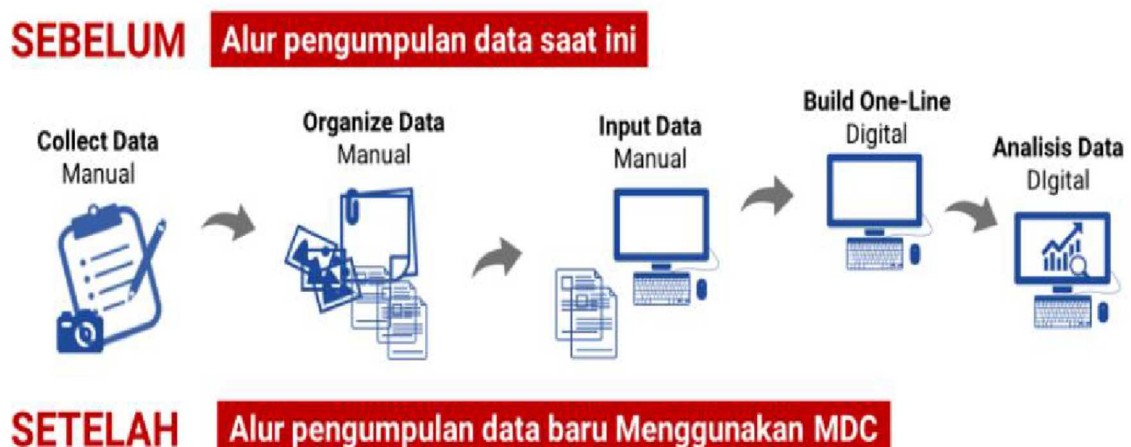 SEBELUM Alur pengumpulan data saat ini
Collect Data
Manual
Organize Data
Manual
Input Data
Manual
Build One-Line
Digital
Analisis Data
DIgital
SETELAH Alur pengumpulan data baru Menggunakan MDC